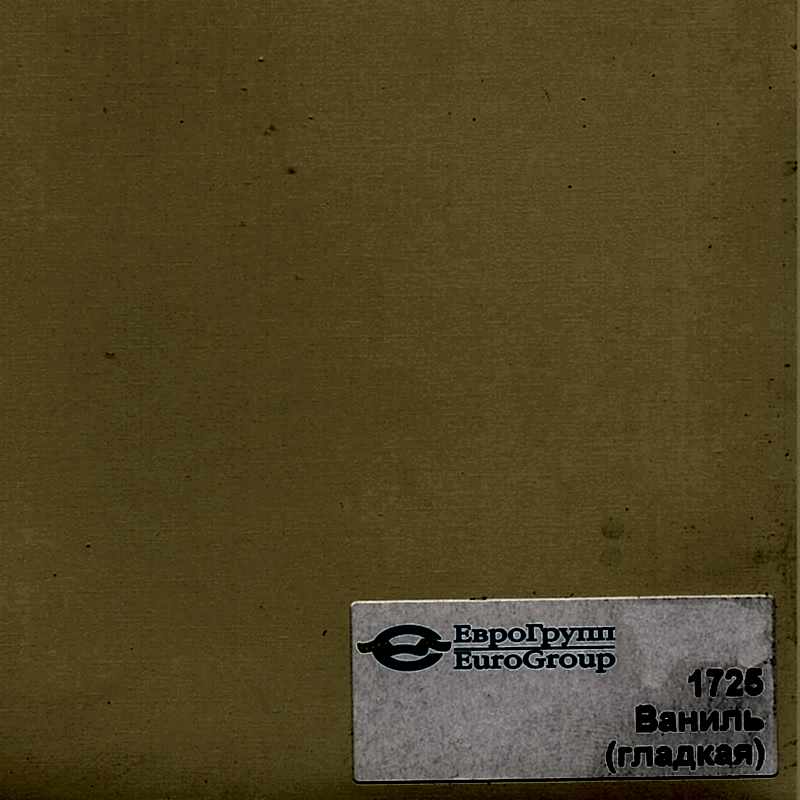 ЕвроГрупп
EuroGroup
1725
Ваниль
(гладкая)